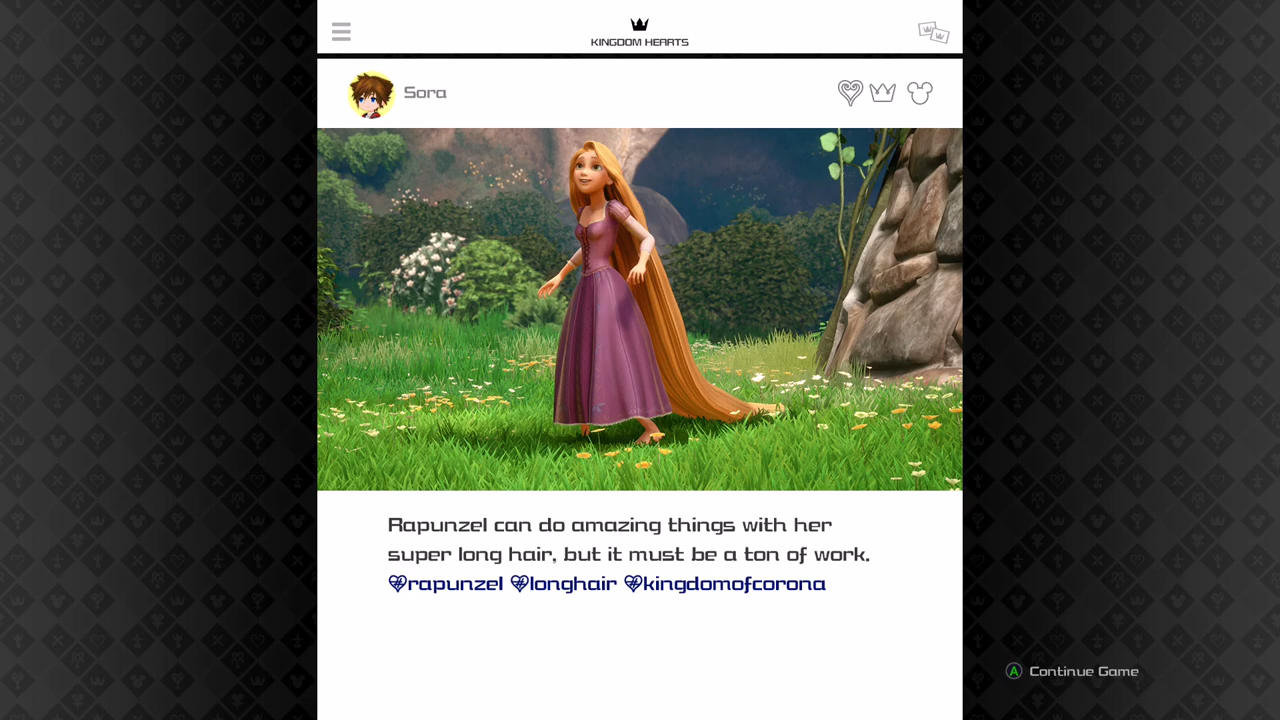 KINGDOM HEARTS
Sora
Rapunzel can do amazing things with her
super long hair, but it must be a ton of work.
rapunzel longhair kingdomofcorona
A Continue Game